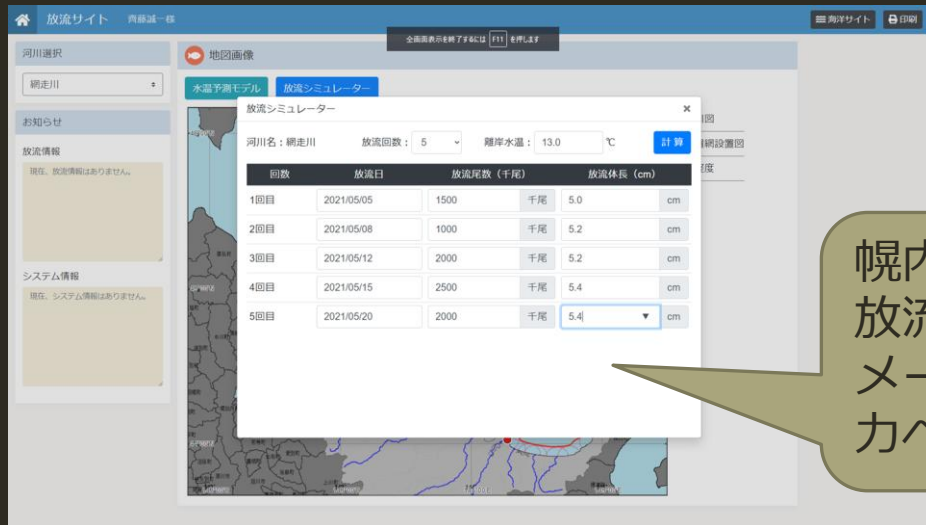 放流サイト 齊藤誠一様
海洋サイト 印刷
全画面表示を終了するには F11 を押します
河川選択
網走川
お知らせ
放流情報
現在、放流情報はありません。
システム情報
現在、システム情報はありません。
地図画像
水温予測モデル 放流シミュレーター
放流シミュレーター ×
河川名：網走川 放流回数： 5 離岸水温： 13.0 ℃ 計算
回数 放流日 放流尾数（千尾） 放流体長（cm）
1回目 2021/05/05 1500 千尾 5.0 cm
2回目 2021/05/08 1000 千尾 5.2 cm
3回目 2021/05/12 2000 千尾 5.2 cm
4回目 2021/05/15 2500 千尾 5.4 cm
5回目 2021/05/20 2000 千尾 5.4 cm
網設置図
幌内
放流
メー
力ペ